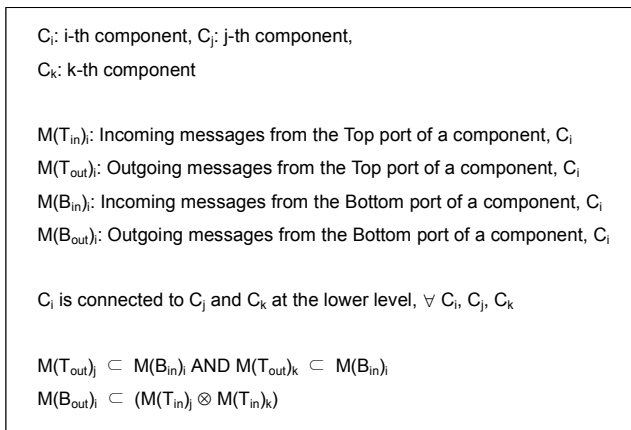 Cᵢ: i-th component, Cⱼ: j-th component,
Cₖ: k-th component
M(Tᵢₙ)ᵢ: Incoming messages from the Top port of a component, Cᵢ
M(Tₒᵤₜ)ᵢ: Outgoing messages from the Top port of a component, Cᵢ
M(Bᵢₙ)ᵢ: Incoming messages from the Bottom port of a component, Cᵢ
M(Bₒᵤₜ)ᵢ: Outgoing messages from the Bottom port of a component, Cᵢ
Cᵢ is connected to Cⱼ and Cₖ at the lower level, ∀ Cᵢ, Cⱼ, Cₖ
M(Tₒᵤₜ)ⱼ ⊂ M(Bᵢₙ)ᵢ AND M(Tₒᵤₜ)ₖ ⊂ M(Bᵢₙ)ᵢ
M(Bₒᵤₜ)ᵢ ⊂ (M(Tᵢₙ)ⱼ ⊗ M(Tᵢₙ)ₖ)